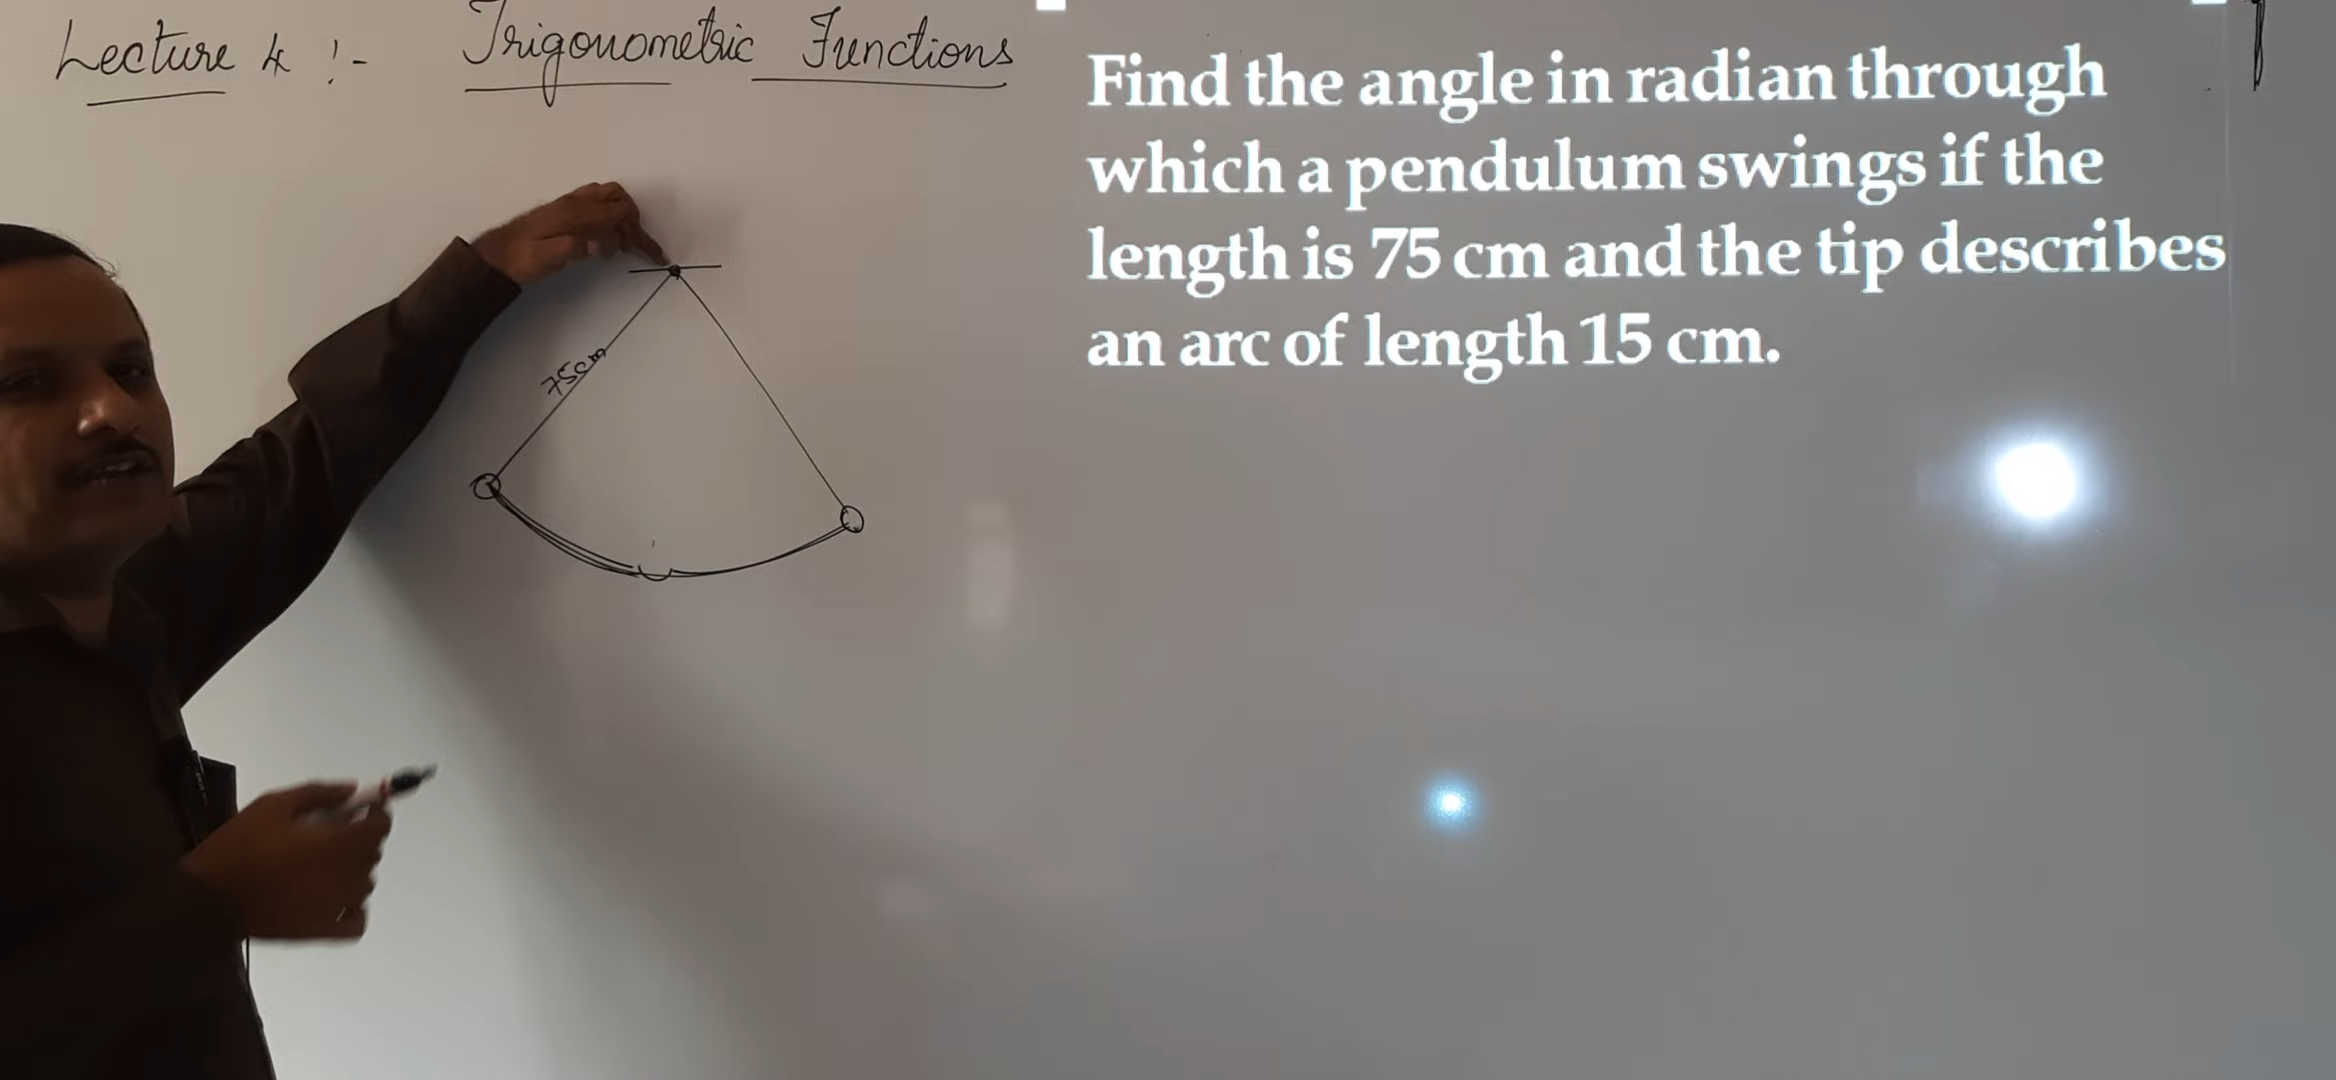 Lecture 4 :- Trigonometric Functions
Find the angle in radian through
which a pendulum swings if the
length is 75 cm and the tip describes
an arc of length 15 cm.
75cm